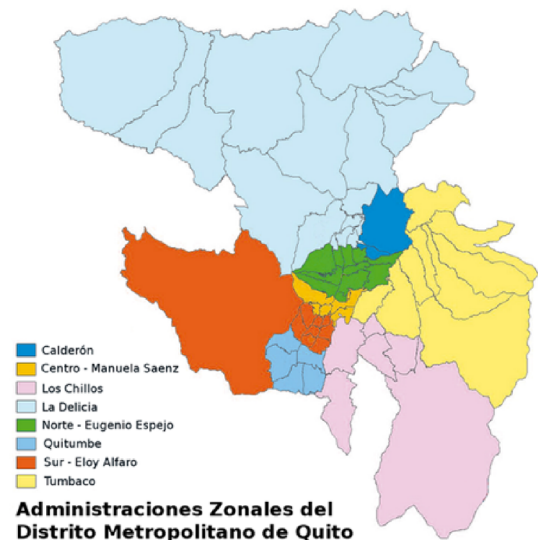 Calderón
Centro - Manuela Saenz
Los Chillos
La Delicia
Norte - Eugenio Espejo
Quitumbe
Sur - Eloy Alfaro
Tumbaco
Administraciones Zonales del
Distrito Metropolitano de Quito